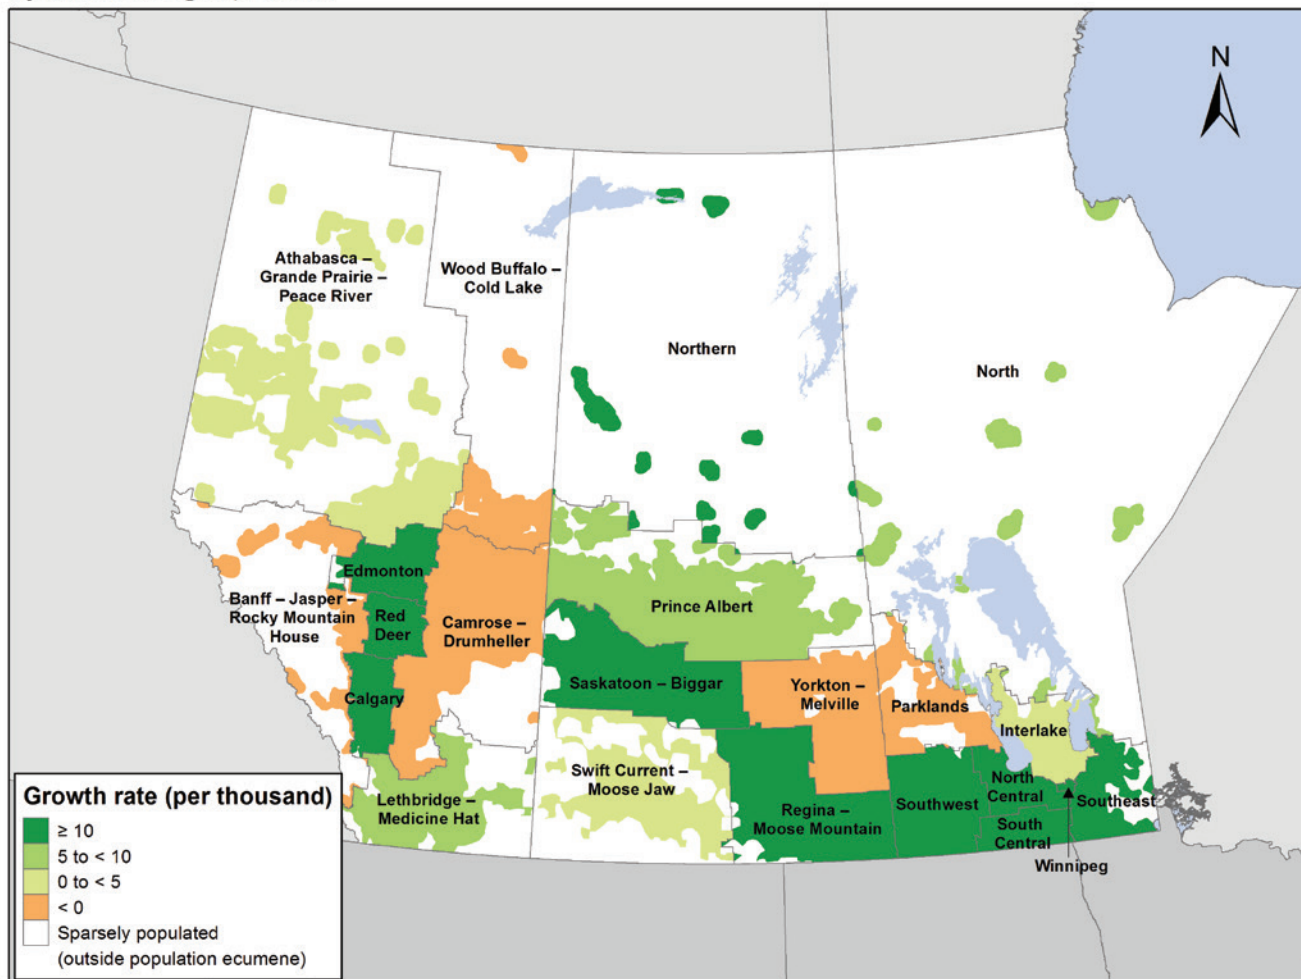 N
Athabasca –
Grande Prairie –
Peace River
Wood Buffalo –
Cold Lake
Northern
North
Edmonton
Banff – Jasper –
Rocky Mountain
House
Red
Deer
Camrose –
Drumheller
Prince Albert
Calgary
Saskatoon – Biggar
Yorkton –
Melville
Parklands
Interlake
Swift Current –
Moose Jaw
Lethbridge –
Medicine Hat
Regina –
Moose Mountain
Southwest
North
Central
South
Central
Southeast
Winnipeg
Growth rate (per thousand)
≥ 10
5 to < 10
0 to < 5
< 0
Sparsely populated
(outside population ecumene)